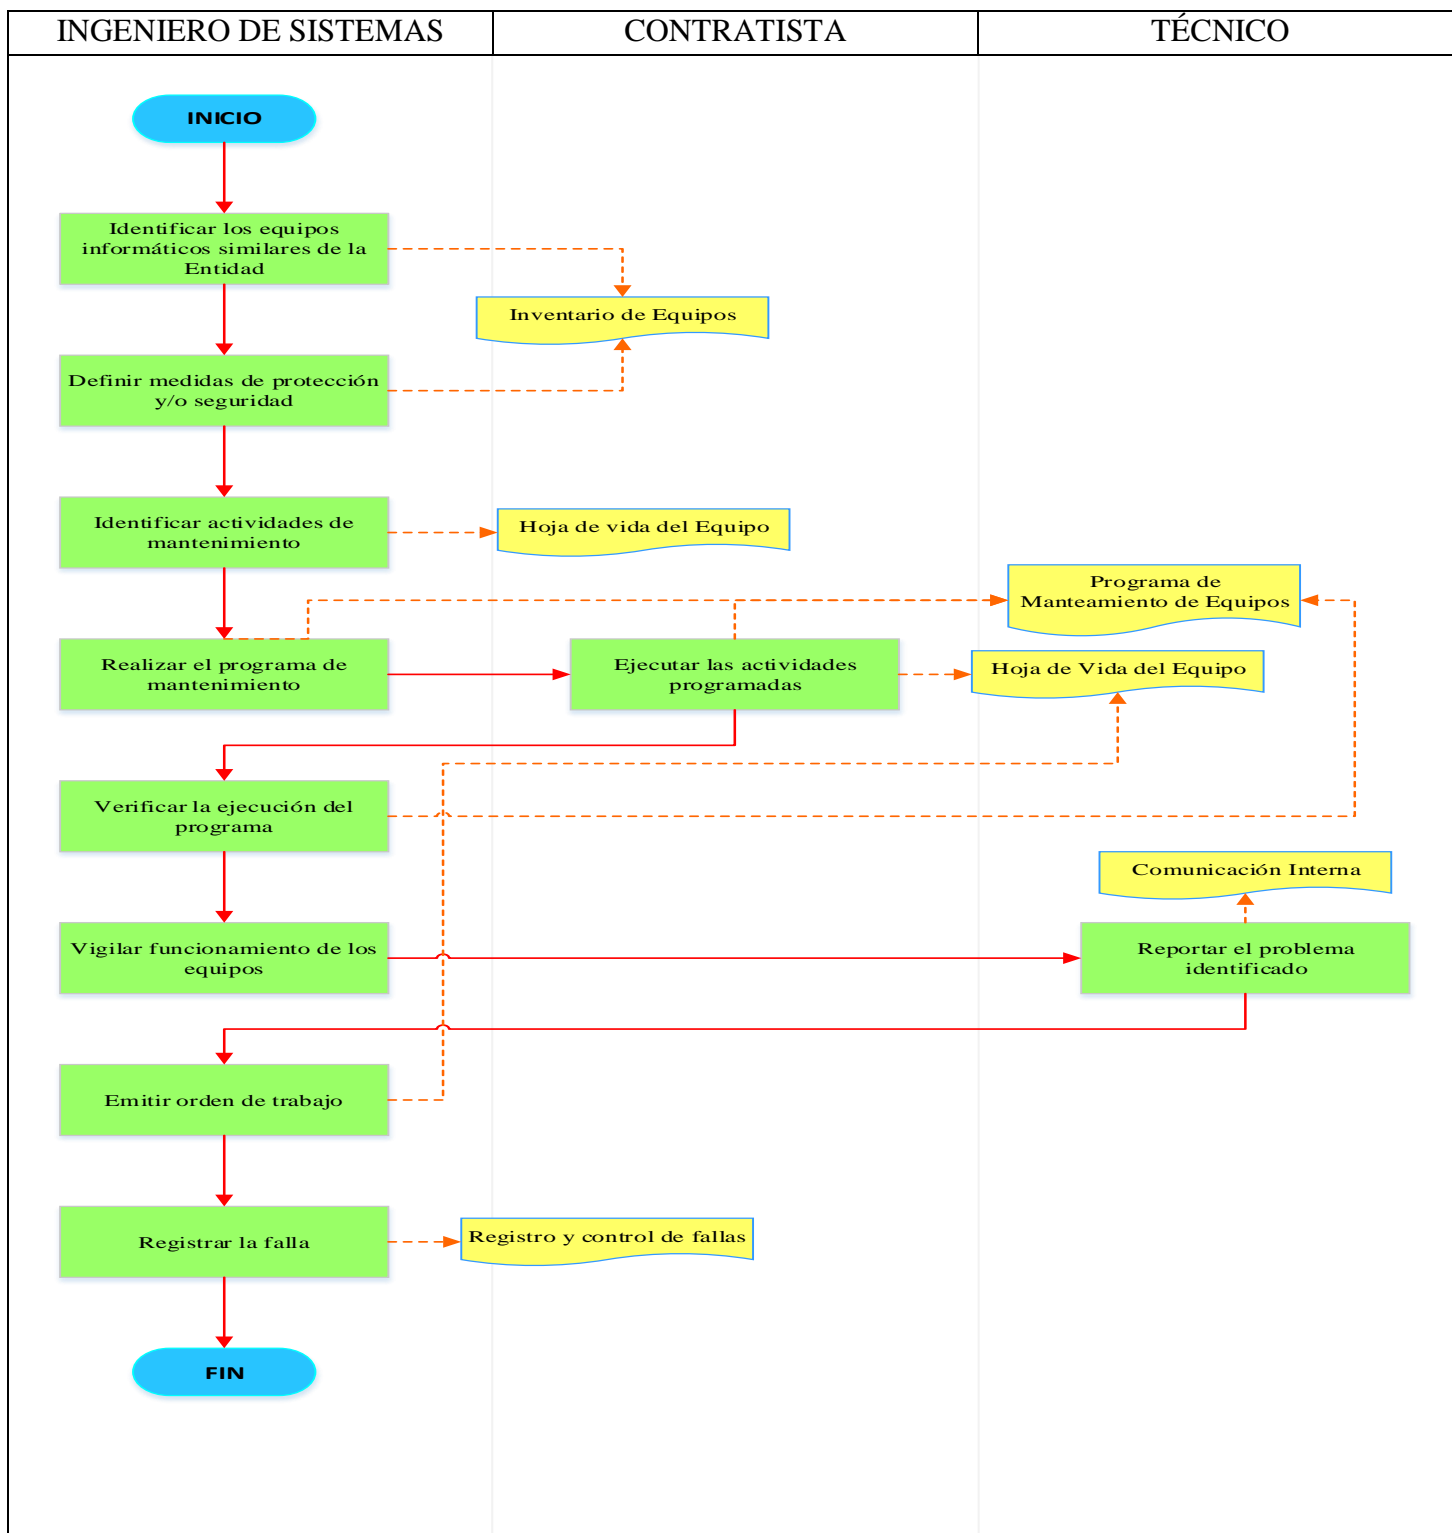 INGENIERO DE SISTEMAS
CONTRATISTA
TÉCNICO
INICIO
Identificar los equipos
informáticos similares de la
Entidad
Inventario de Equipos
Definir medidas de protección
y/o seguridad
Identificar actividades de
mantenimiento
Hoja de vida del Equipo
Programa de
Manteamiento de Equipos
Realizar el programa de
mantenimiento
Ejecutar las actividades
programadas
Hoja de Vida del Equipo
Verificar la ejecución del
programa
Comunicación Interna
Vigilar funcionamiento de los
equipos
Reportar el problema
identificado
Emitir orden de trabajo
Registrar la falla
Registro y control de fallas
FIN